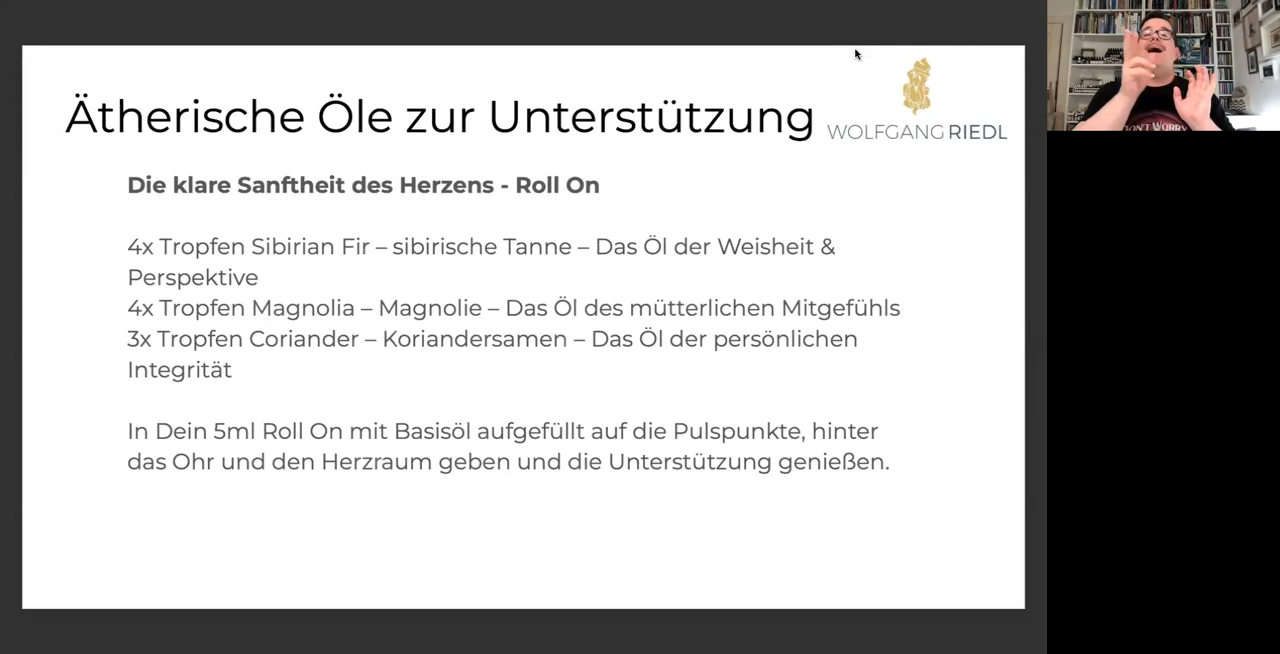 Ätherische Öle zur Unterstützung
WOLFGANG RIEDL
Die klare Sanftheit des Herzens - Roll On
4x Tropfen Sibirian Fir – sibirische Tanne – Das Öl der Weisheit &
Perspektive
4x Tropfen Magnolia – Magnolie – Das Öl des mütterlichen Mitgefühls
3x Tropfen Coriander – Koriandersamen – Das Öl der persönlichen
Integrität
In Dein 5ml Roll On mit Basisöl aufgefüllt auf die Pulspunkte, hinter
das Ohr und den Herzraum geben und die Unterstützung genießen.
DON'T WORRY